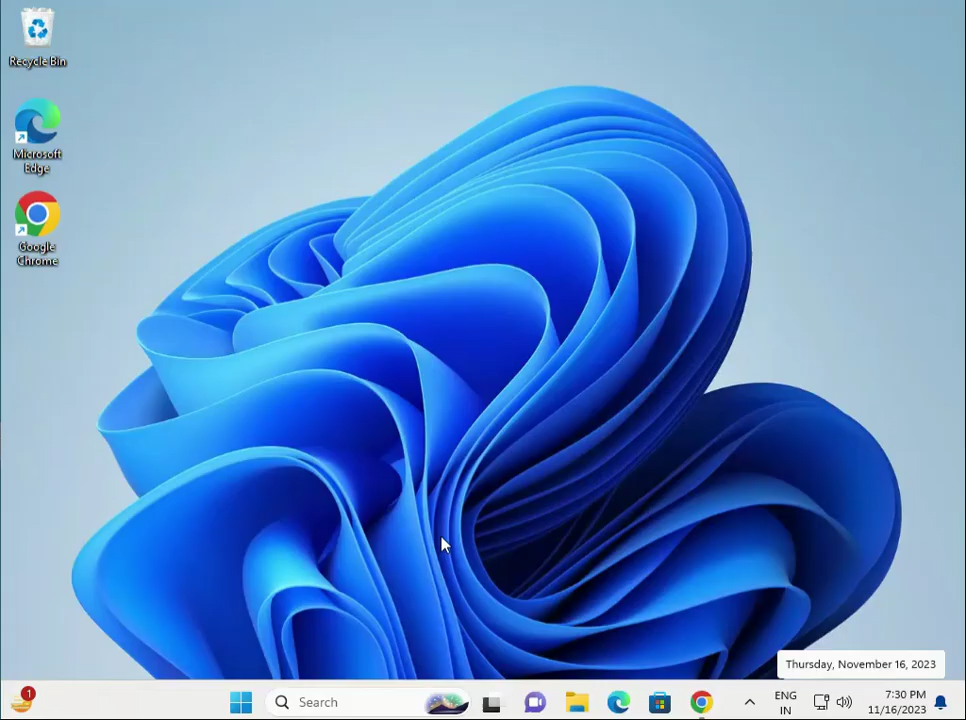 Recycle Bin
Microsoft
Edge
Google
Chrome
Thursday, November 16, 2023
1
Search
ENG
IN
7:30 PM
11/16/2023